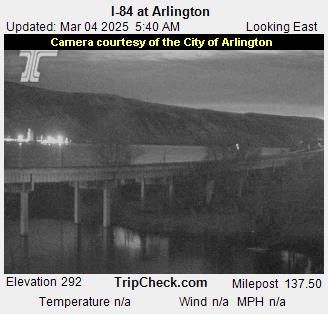 I-84 at Arlington
Updated: Mar 04 2025 5:40 AM Looking East
Camera courtesy of the City of Arlington
Elevation 292 TripCheck.com Milepost 137.50
Temperature n/a Wind n/a MPH n/a